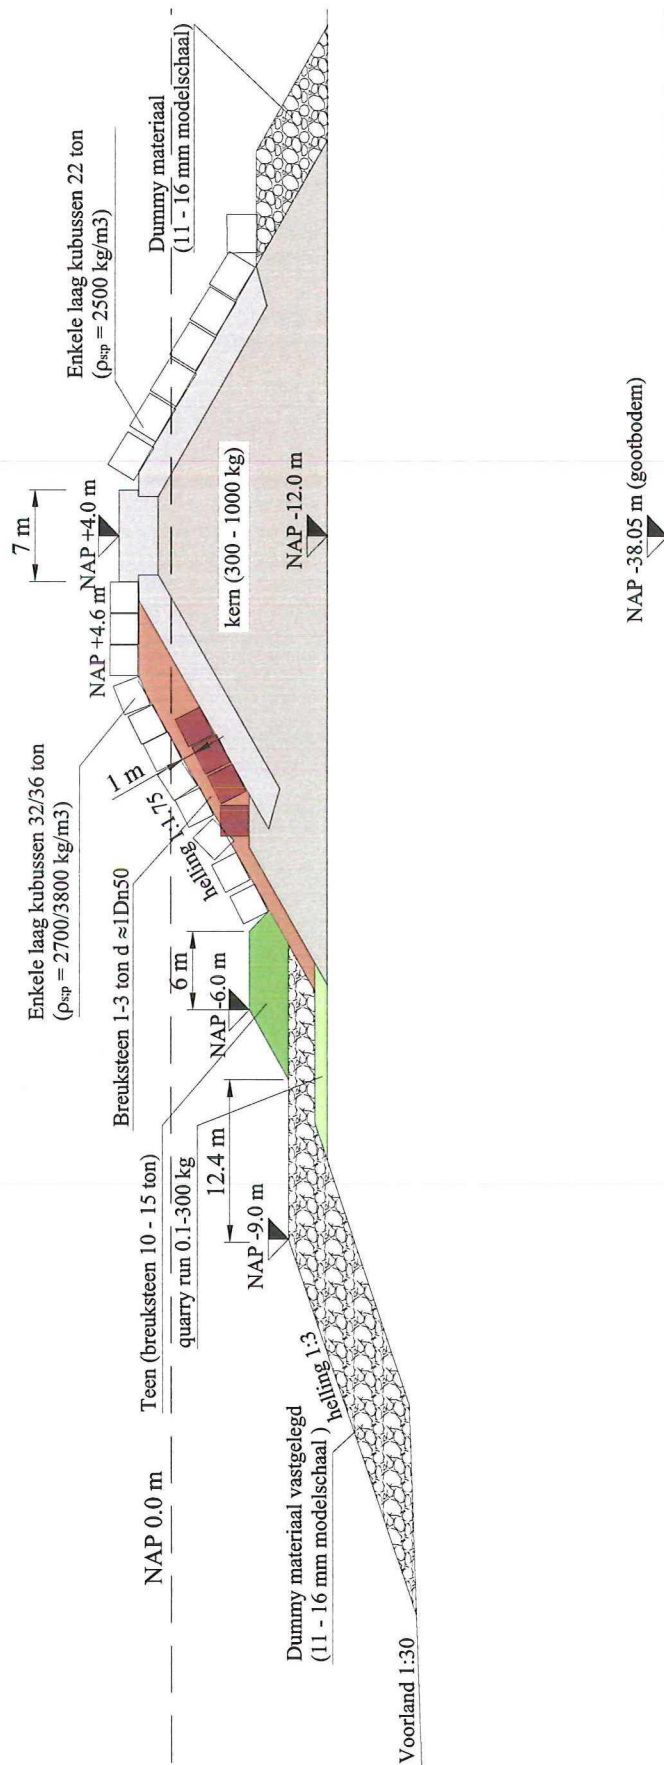 NAP 0.0 m
Voorland 1:30
Dummy materiaal vastgelegd
(11 - 16 mm modelschaal )
helling 1:3
NAP -9.0 m
12.4 m
Teen (breuksteen 10 - 15 ton)
quarry run 0.1-300 kg
NAP -6.0 m
6 m
Breuksteen 1-3 ton d ≈1Dn50
Enkele laag kubussen 32/36 ton
(ρs;p = 2700/3800 kg/m3)
helling 1:1.75
1 m
NAP +4.6 m
NAP +4.0 m
7 m
kern (300 - 1000 kg)
NAP -12.0 m
NAP -38.05 m (gootbodem)
Enkele laag kubussen 22 ton
(ρs;p = 2500 kg/m3)
Dummy materiaal
(11 - 16 mm modelschaal)